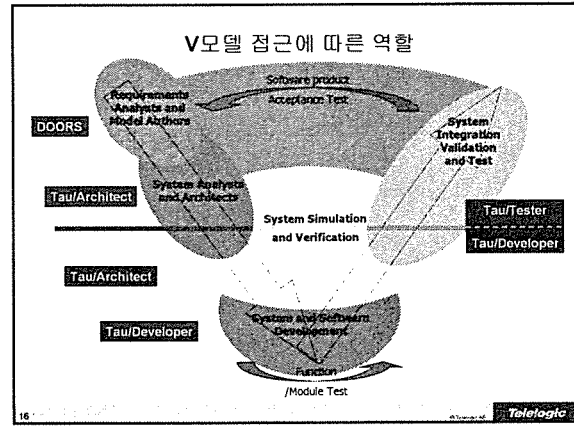 V모델 접근에 따른 역할
Software product
Acceptance Test
Requirements
Analysts and
Model Authors
DOORS
System
Integration
Validation
and Test
System Analysts
and Architects
Tau/Architect
System Simulation
and Verification
Tau/Tester
Tau/Developer
Tau/Architect
System and Software
Development
Tau/Developer
Function
/Module Test
16
Telelogic